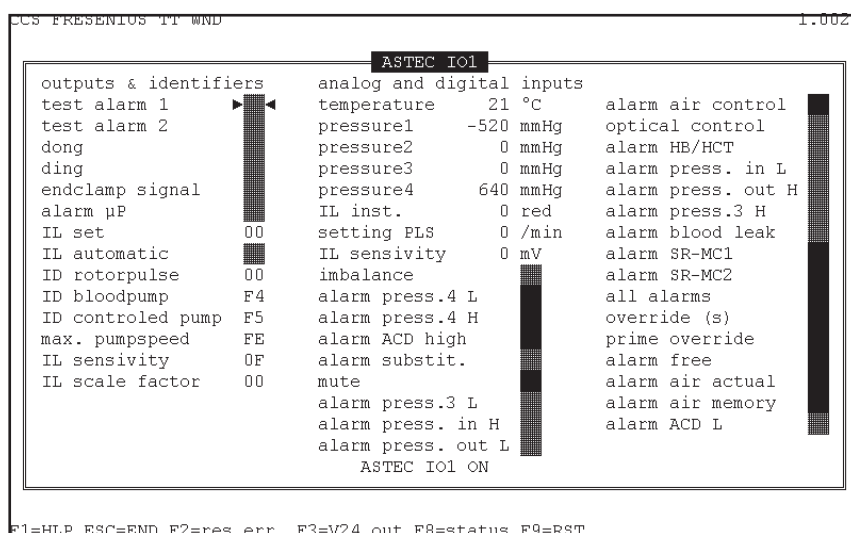 CCS FRESENIUS TT WND 1.00Z
ASTEC IO1
outputs & identifiers analog and digital inputs
test alarm 1 ►◄ temperature 21 °C alarm air control
test alarm 2 pressure1 -520 mmHg optical control
dong pressure2 0 mmHg alarm HB/HCT
ding pressure3 0 mmHg alarm press. in L
endclamp signal pressure4 640 mmHg alarm press. out H
alarm µP IL inst. 0 red alarm press.3 H
IL set 00 setting PLS 0 /min alarm blood leak
IL automatic IL sensivity 0 mV alarm SR-MC1
ID rotorpulse 00 imbalance alarm SR-MC2
ID bloodpump F4 alarm press.4 L all alarms
ID controled pump F5 alarm press.4 H override (s)
max. pumpspeed FE alarm ACD high prime override
IL sensivity 0F alarm substit. alarm free
IL scale factor 00 mute alarm air actual
alarm press.3 L alarm air memory
alarm press. in H alarm ACD L
alarm press. out L
ASTEC IO1 ON
F1=HLP ESC=END F2=res err. F3=V24 out F8=status F9=RST